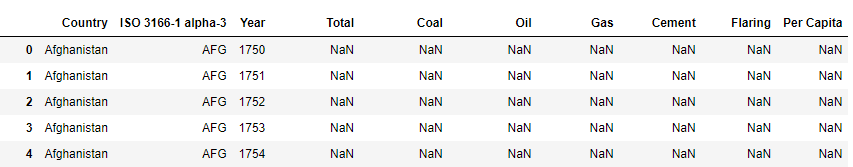 Country ISO 3166-1 alpha-3 Year Total Coal Oil Gas Cement Flaring Per Capita
0 Afghanistan AFG 1750 NaN NaN NaN NaN NaN NaN NaN
1 Afghanistan AFG 1751 NaN NaN NaN NaN NaN NaN NaN
2 Afghanistan AFG 1752 NaN NaN NaN NaN NaN NaN NaN
3 Afghanistan AFG 1753 NaN NaN NaN NaN NaN NaN NaN
4 Afghanistan AFG 1754 NaN NaN NaN NaN NaN NaN NaN